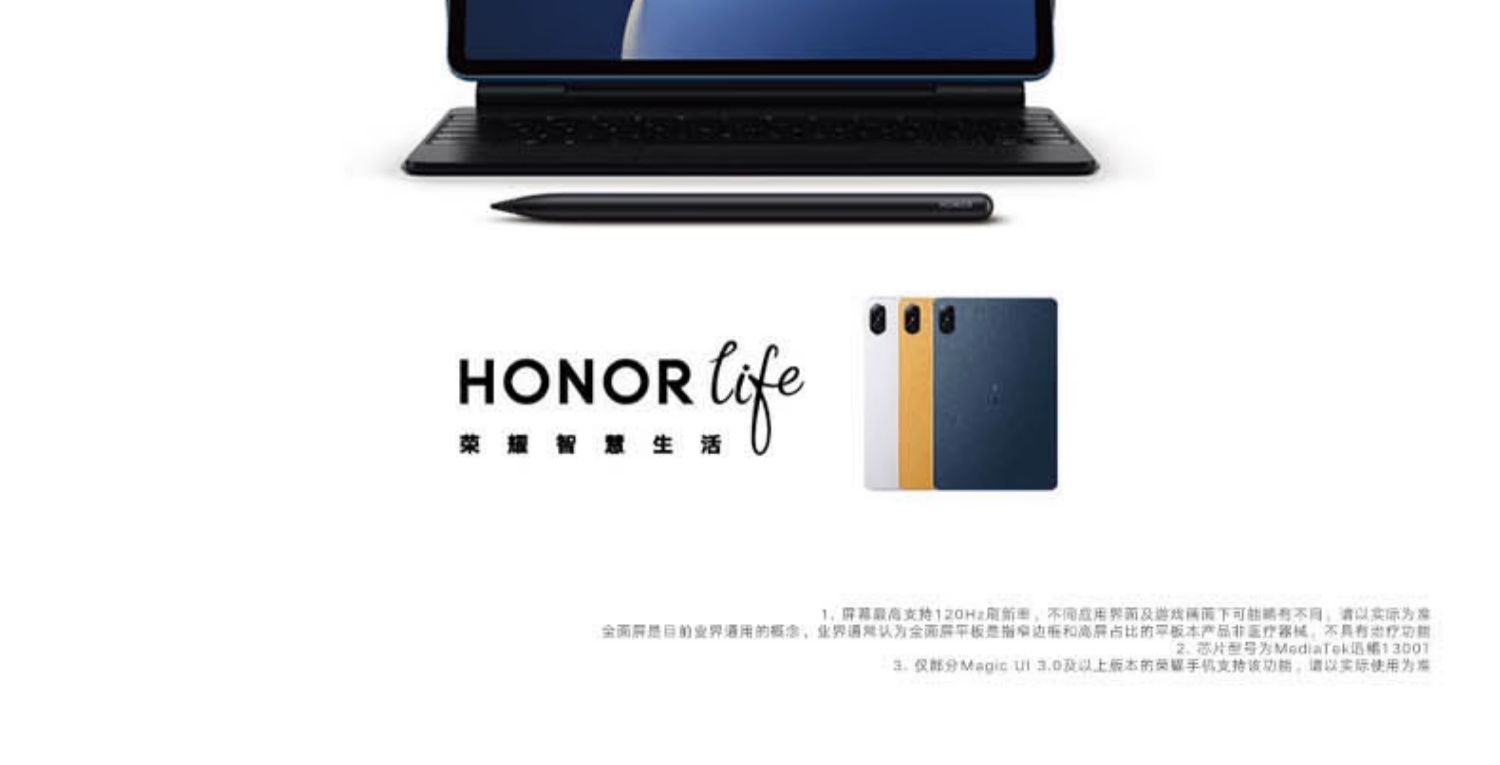 HONOR
HONOR life
荣耀智慧生活
1. 屏幕最高支持120Hz刷新率，不同应用界面及游戏画面下可能略有不同，请以实际为准
全面屏是目前业界通用的概念，业界通常认为全面屏平板是指窄边框和高屏占比的平板本产品非医疗器械，不具有治疗功能
2. 芯片型号为MediaTek迅鲲1300T
3. 仅部分Magic UI 3.0及以上版本的荣耀手机支持该功能，请以实际使用为准